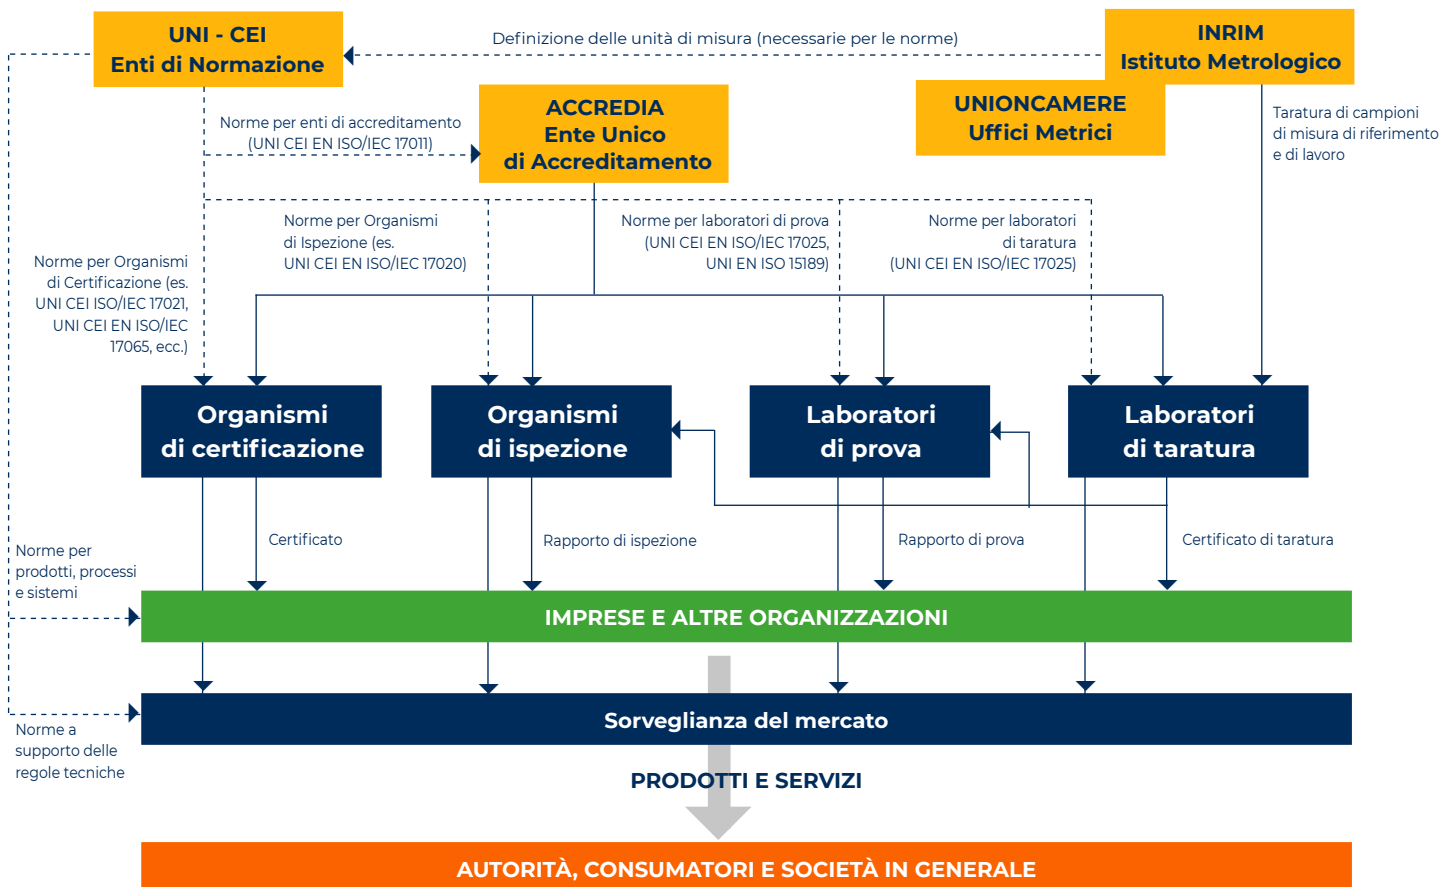 UNI - CEI
Enti di Normazione
Definizione delle unità di misura (necessarie per le norme)
INRIM
Istituto Metrologico
ACCREDIA
Ente Unico
di Accreditamento
UNIONCAMERE
Uffici Metrici
Norme per enti di accreditamento
(UNI CEI EN ISO/IEC 17011)
Taratura di campioni
di misura di riferimento
e di lavoro
Norme per Organismi
di Certificazione (es.
UNI CEI ISO/IEC 17021,
UNI CEI EN ISO/IEC
17065, ecc.)
Norme per Organismi
di Ispezione (es.
UNI CEI EN ISO/IEC 17020)
Norme per laboratori di prova
(UNI CEI EN ISO/IEC 17025,
UNI EN ISO 15189)
Norme per laboratori
di taratura
(UNI CEI EN ISO/IEC 17025)
Organismi
di certificazione
Organismi
di ispezione
Laboratori
di prova
Laboratori
di taratura
Certificato
Rapporto di ispezione
Rapporto di prova
Certificato di taratura
Norme per
prodotti, processi
e sistemi
IMPRESE E ALTRE ORGANIZZAZIONI
Sorveglianza del mercato
Norme a
supporto delle
regole tecniche
PRODOTTI E SERVIZI
AUTORITÀ, CONSUMATORI E SOCIETÀ IN GENERALE